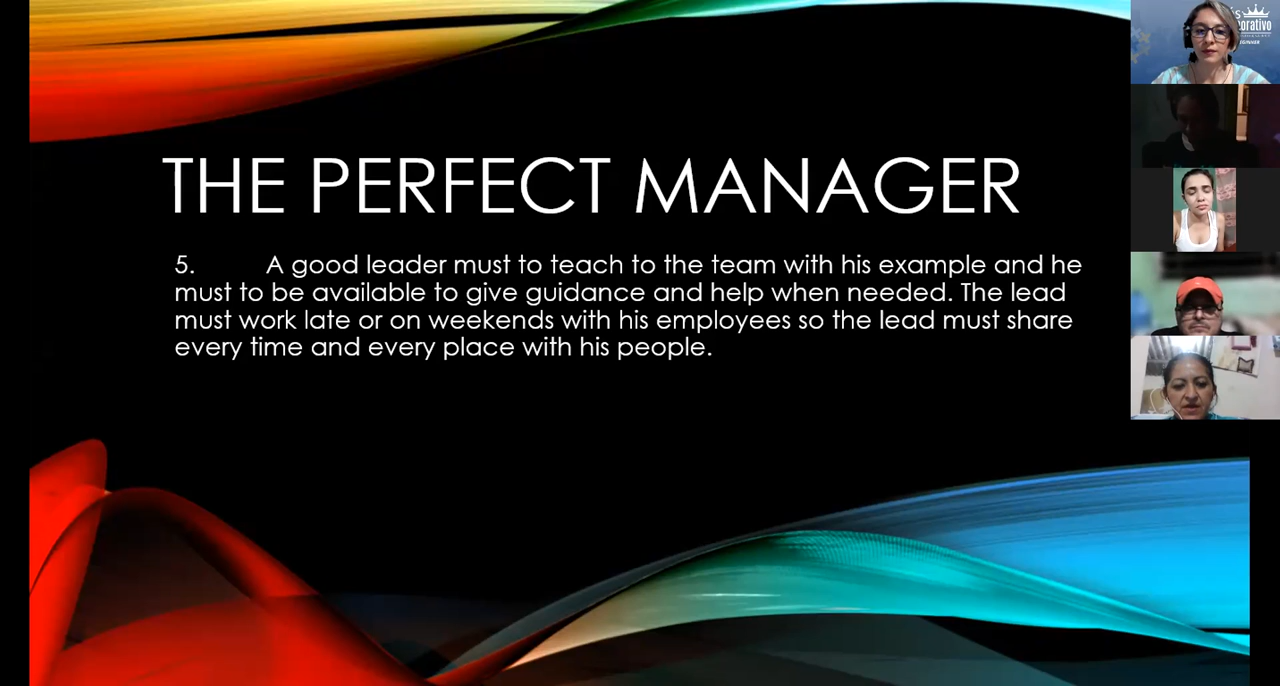 THE PERFECT MANAGER
5. A good leader must to teach to the team with his example and he
must to be available to give guidance and help when needed. The lead
must work late or on weekends with his employees so the lead must share
every time and every place with his people.
orativo